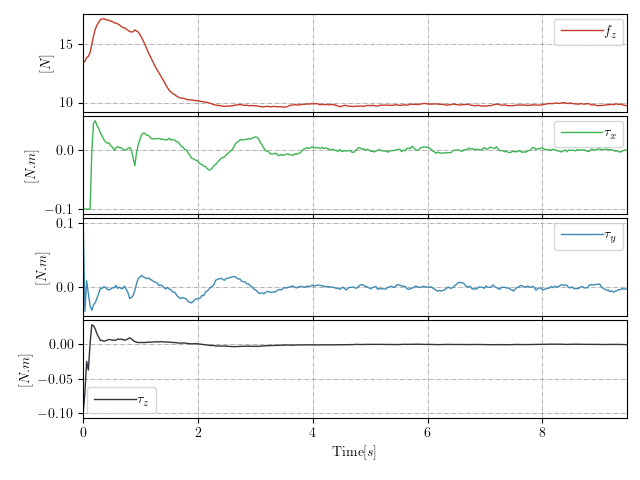 [N]
15
10
f_z
[N.m]
0.0
−0.1
τ_x
[N.m]
0.1
0.0
τ_y
[N.m]
0.00
−0.05
−0.10
τ_z
0 2 4 6 8
Time[s]